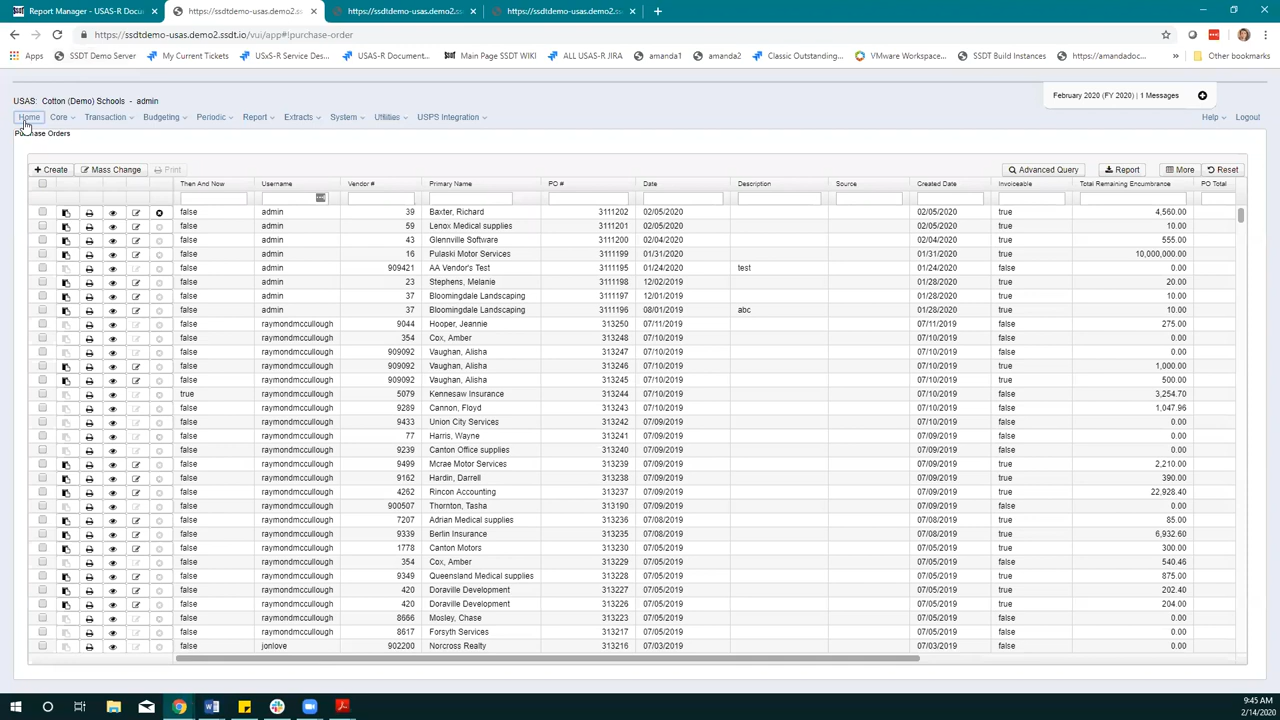 Report Manager - USAS-R Docum
https://ssdtdemo-usas.demo2.ssdt.
https://ssdtdemo-usas.demo2.ssdt.
https://ssdtdemo-usas.demo2.ssdt.
https://ssdtdemo-usas.demo2.ssdt.io/vui/app#!purchase-order
Apps SSDT Demo Server My Current Tickets USxS-R Service Des... USAS-R Document... Main Page SSDT WIKI ALL USAS-R JIRA amanda1 amanda2 Classic Outstanding... VMware Workspace... SSDT Build Instances https://amandadoc... Other bookmarks
USAS: Cotton (Demo) Schools - admin
February 2020 (FY 2020) | 1 Messages
Home Core Transaction Budgeting Periodic Report Extracts System Utilities USPS Integration Help Logout
Purchase Orders
Create Mass Change Print Advanced Query Report More Reset
Then And Now Username Vendor # Primary Name PO # Date Description Source Created Date Invoiceable Total Remaining Encumbrance PO Total
false admin 39 Baxter, Richard 3111202 02/05/2020 02/05/2020 true 4,560.00
false admin 59 Lenox Medical supplies 3111201 02/05/2020 02/05/2020 true 10.00
false admin 43 Glennville Software 3111200 02/04/2020 02/04/2020 true 555.00
false admin 16 Pulaski Motor Services 3111199 01/31/2020 01/31/2020 true 10,000,000.00
false admin 909421 AA Vendor's Test 3111195 01/24/2020 test 01/24/2020 false 0.00
false admin 23 Stephens, Melanie 3111198 12/02/2019 01/28/2020 true 20.00
false admin 37 Bloomingdale Landscaping 3111197 12/01/2019 01/28/2020 true 10.00
false admin 37 Bloomingdale Landscaping 3111196 08/01/2019 abc 01/28/2020 true 10.00
false raymondmccullough 9044 Hooper, Jeannie 313250 07/11/2019 07/11/2019 false 275.00
false raymondmccullough 354 Cox, Amber 313248 07/10/2019 07/10/2019 false 0.00
false raymondmccullough 909092 Vaughan, Alisha 313247 07/10/2019 07/10/2019 false 0.00
false raymondmccullough 909092 Vaughan, Alisha 313246 07/10/2019 07/10/2019 true 1,000.00
false raymondmccullough 909092 Vaughan, Alisha 313245 07/10/2019 07/10/2019 true 500.00
true raymondmccullough 5079 Kennesaw Insurance 313244 07/10/2019 07/10/2019 false 3,254.70
false raymondmccullough 9289 Cannon, Floyd 313243 07/10/2019 07/10/2019 false 1,047.96
false raymondmccullough 9433 Union City Services 313242 07/09/2019 07/09/2019 false 0.00
false raymondmccullough 77 Harris, Wayne 313241 07/09/2019 07/09/2019 false 0.00
false raymondmccullough 9239 Canton Office supplies 313240 07/09/2019 07/09/2019 false 0.00
false raymondmccullough 9499 Mcrae Motor Services 313239 07/09/2019 07/09/2019 true 2,210.00
false raymondmccullough 9162 Hardin, Darrell 313238 07/09/2019 07/09/2019 true 390.00
false raymondmccullough 4262 Rincon Accounting 313237 07/09/2019 07/09/2019 true 22,928.40
false raymondmccullough 900507 Thornton, Tasha 313190 07/09/2019 07/09/2019 false 0.00
false raymondmccullough 7207 Adrian Medical supplies 313236 07/08/2019 07/08/2019 true 85.00
false raymondmccullough 9339 Berlin Insurance 313235 07/08/2019 07/08/2019 true 6,932.60
false raymondmccullough 1778 Canton Motors 313230 07/05/2019 07/05/2019 true 300.00
false raymondmccullough 354 Cox, Amber 313229 07/05/2019 07/05/2019 false 540.46
false raymondmccullough 9349 Queensland Medical supplies 313228 07/05/2019 07/05/2019 true 875.00
false raymondmccullough 420 Doraville Development 313227 07/05/2019 07/05/2019 true 202.40
false raymondmccullough 420 Doraville Development 313226 07/05/2019 07/05/2019 true 204.00
false raymondmccullough 8666 Mosley, Chase 313223 07/05/2019 07/05/2019 false 0.00
false raymondmccullough 8617 Forsyth Services 313217 07/05/2019 07/05/2019 false 0.00
false jonlove 902200 Norcross Realty 313216 07/03/2019 07/03/2019 false 0.00
9:45 AM
2/14/2020